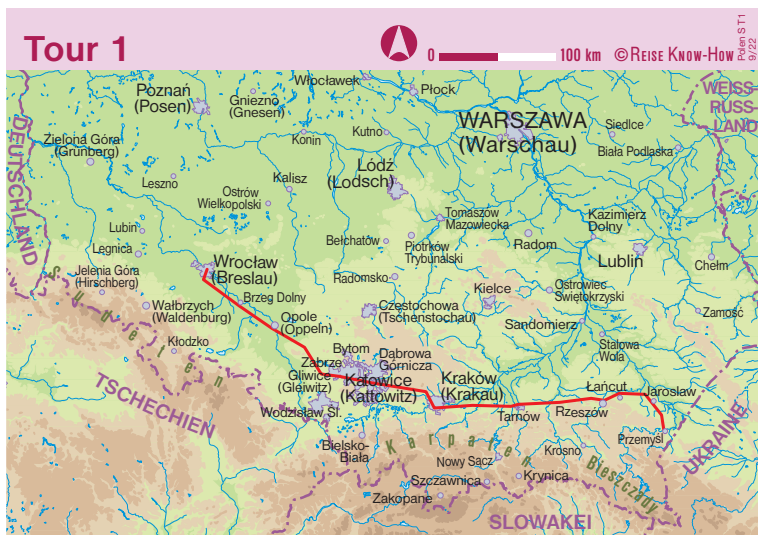 Tour 1
0 100 km © REISE KNOW-HOW
Polen ST1
9/22
Włocławek
Płock
Poznań
(Posen)
Gniezno
(Gnesen)
WEISS-
RUSS-
LAND
DEUTSCHLAND
Zielona Góra
(Grünberg)
Konin
Kutno
WARSZAWA
(Warschau)
Siedlce
Biała Podlaska
Leszno
Kalisz
Łódź
(Lodsch)
Ostrów
Wielkopolski
Tomaszów
Mazowiecka
Kazimierz
Dolny
Lubin
Legnica
Bełchatów
Piotrków
Trybunalski
Radom
Lublin
Chełm
Jelenia Góra
(Hirschberg)
Wrocław
(Breslau)
Radomsko
Kielce
Ostrowiec
Świętokrzyski
Sudeten
Wałbrzych
(Waldenburg)
Brzeg Dolny
Opole
(Oppeln)
Częstochowa
(Tschenstochau)
Sandomierz
Zamość
Kłodzko
Bytom
Zabrze
Gliwice
(Gleiwitz)
Dąbrowa
Górnicza
Stalowa
Wola
TSCHECHIEN
Katowice
(Kattowitz)
Kraków
(Krakau)
Łańcut
Jaroslaw
Wodzisław Śl.
Tarnów
Rzeszów
Przemyśl
UKRAINE
Bielsko-
Biała
Karpaten
Nowy Sącz
Krosno
Bieszczady
Szczawnica
Krynica
Zakopane
SLOWAKEI